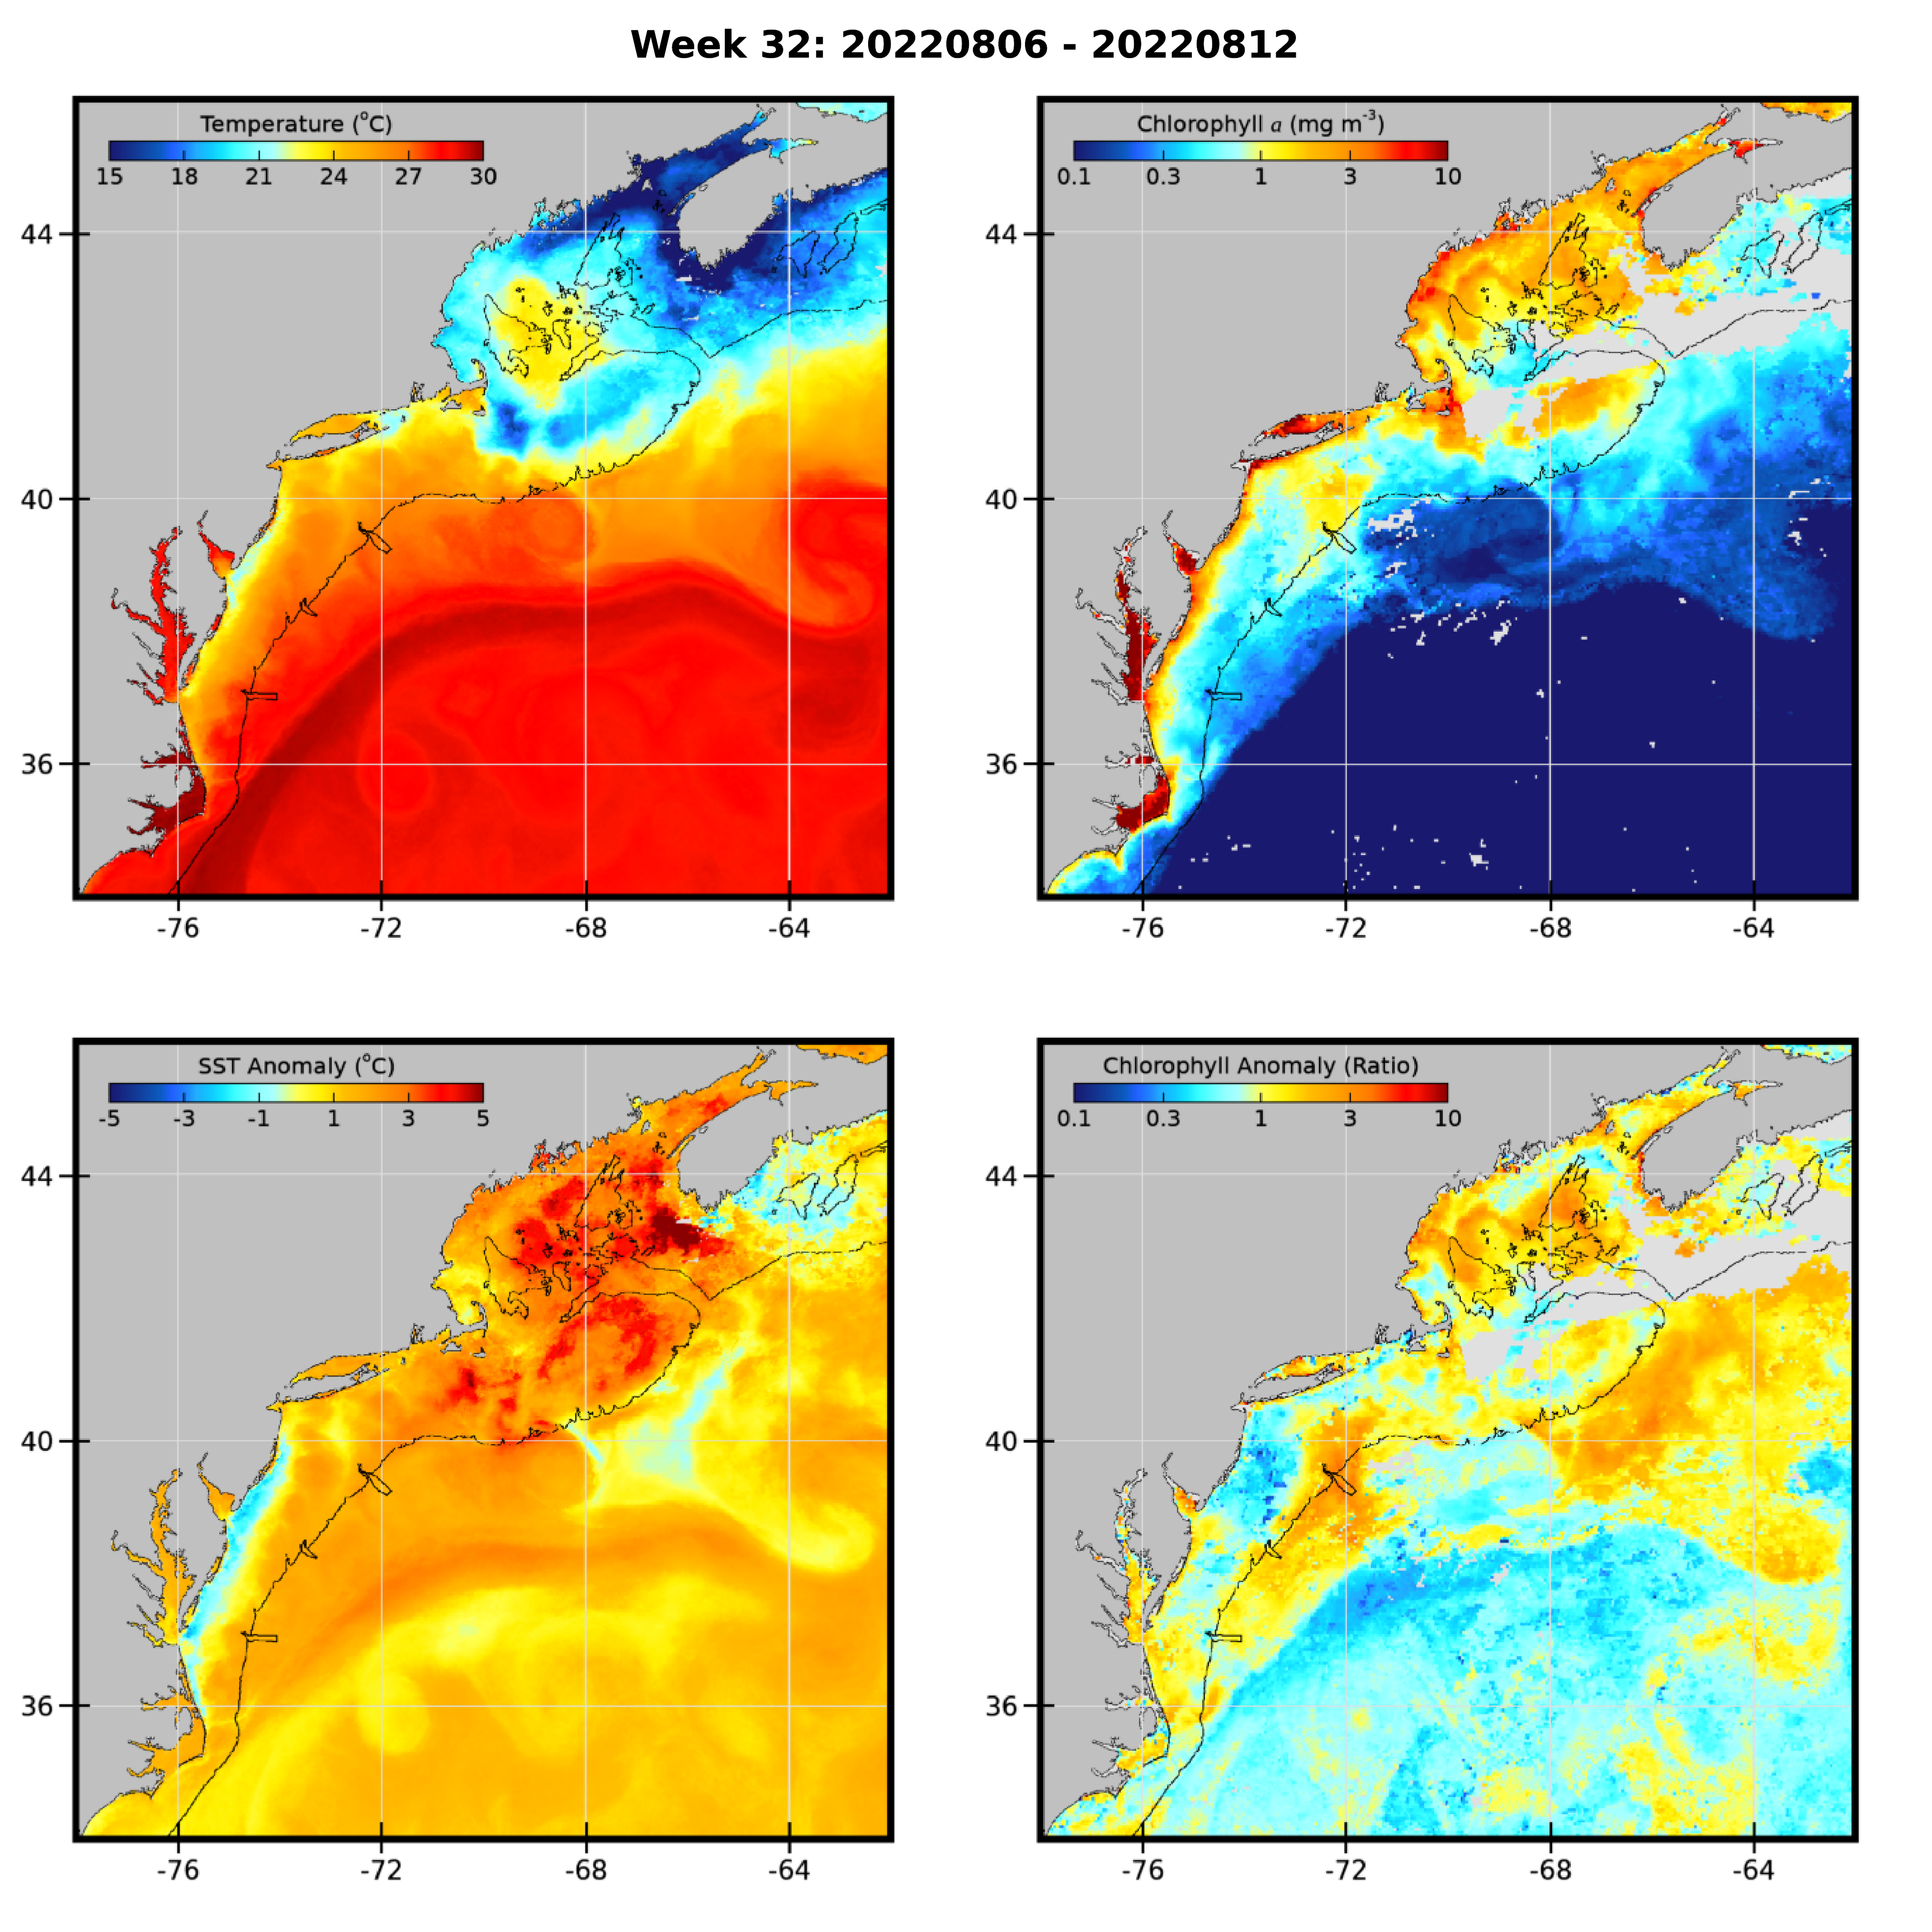 Week 32: 20220806 - 20220812
Temperature (°C)
15 18 21 24 27 30
44
40
36
-76 -72 -68 -64
Chlorophyll a (mg m⁻³)
0.1 0.3 1 3 10
44
40
36
-76 -72 -68 -64
SST Anomaly (°C)
-5 -3 -1 1 3 5
44
40
36
-76 -72 -68 -64
Chlorophyll Anomaly (Ratio)
0.1 0.3 1 3 10
44
40
36
-76 -72 -68 -64